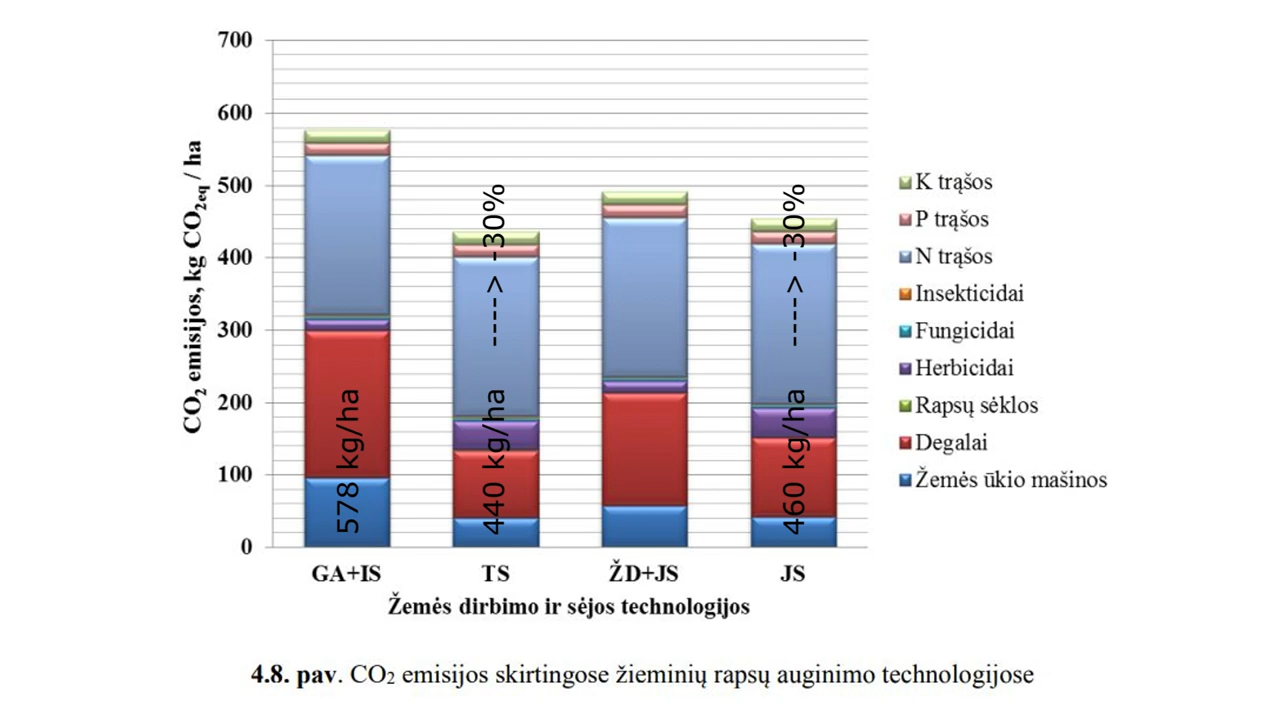 700
600
500
400
300
200
100
0
CO2 emisijos, kg CO2eq / ha
578 kg/ha
440 kg/ha -----> -30%
460 kg/ha -----> -30%
GA+IS TS ŽD+JS JS
Žemės dirbimo ir sėjos technologijos
K trąšos
P trąšos
N trąšos
Insekticidai
Fungicidai
Herbicidai
Rapsų sėklos
Degalai
Žemės ūkio mašinos
4.8. pav. CO2 emisijos skirtingose žieminių rapsų auginimo technologijose